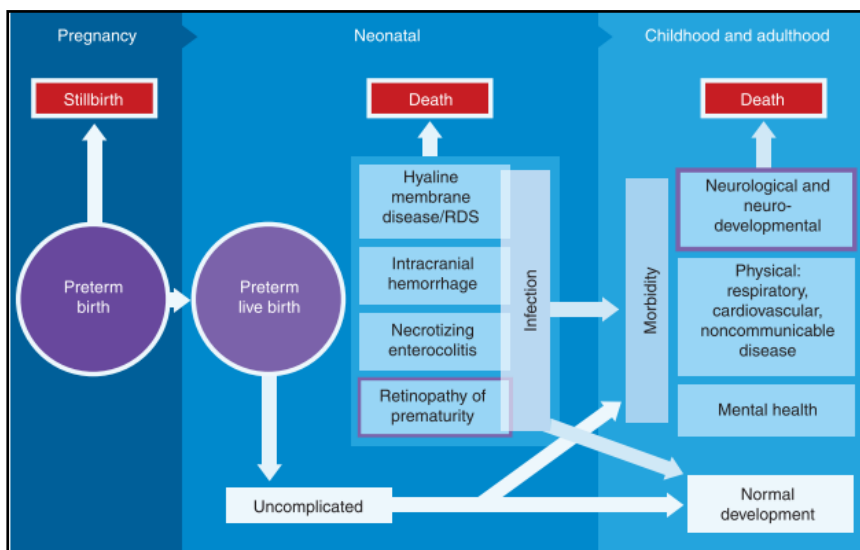 Pregnancy
Neonatal
Childhood and adulthood
Stillbirth
Death
Death
Preterm
birth
Preterm
live birth
Hyaline
membrane
disease/RDS
Intracranial
hemorrhage
Necrotizing
enterocolitis
Retinopathy of
prematurity
Infection
Morbidity
Neurological and
neuro-
developmental
Physical:
respiratory,
cardiovascular,
noncommunicable
disease
Mental health
Uncomplicated
Normal
development